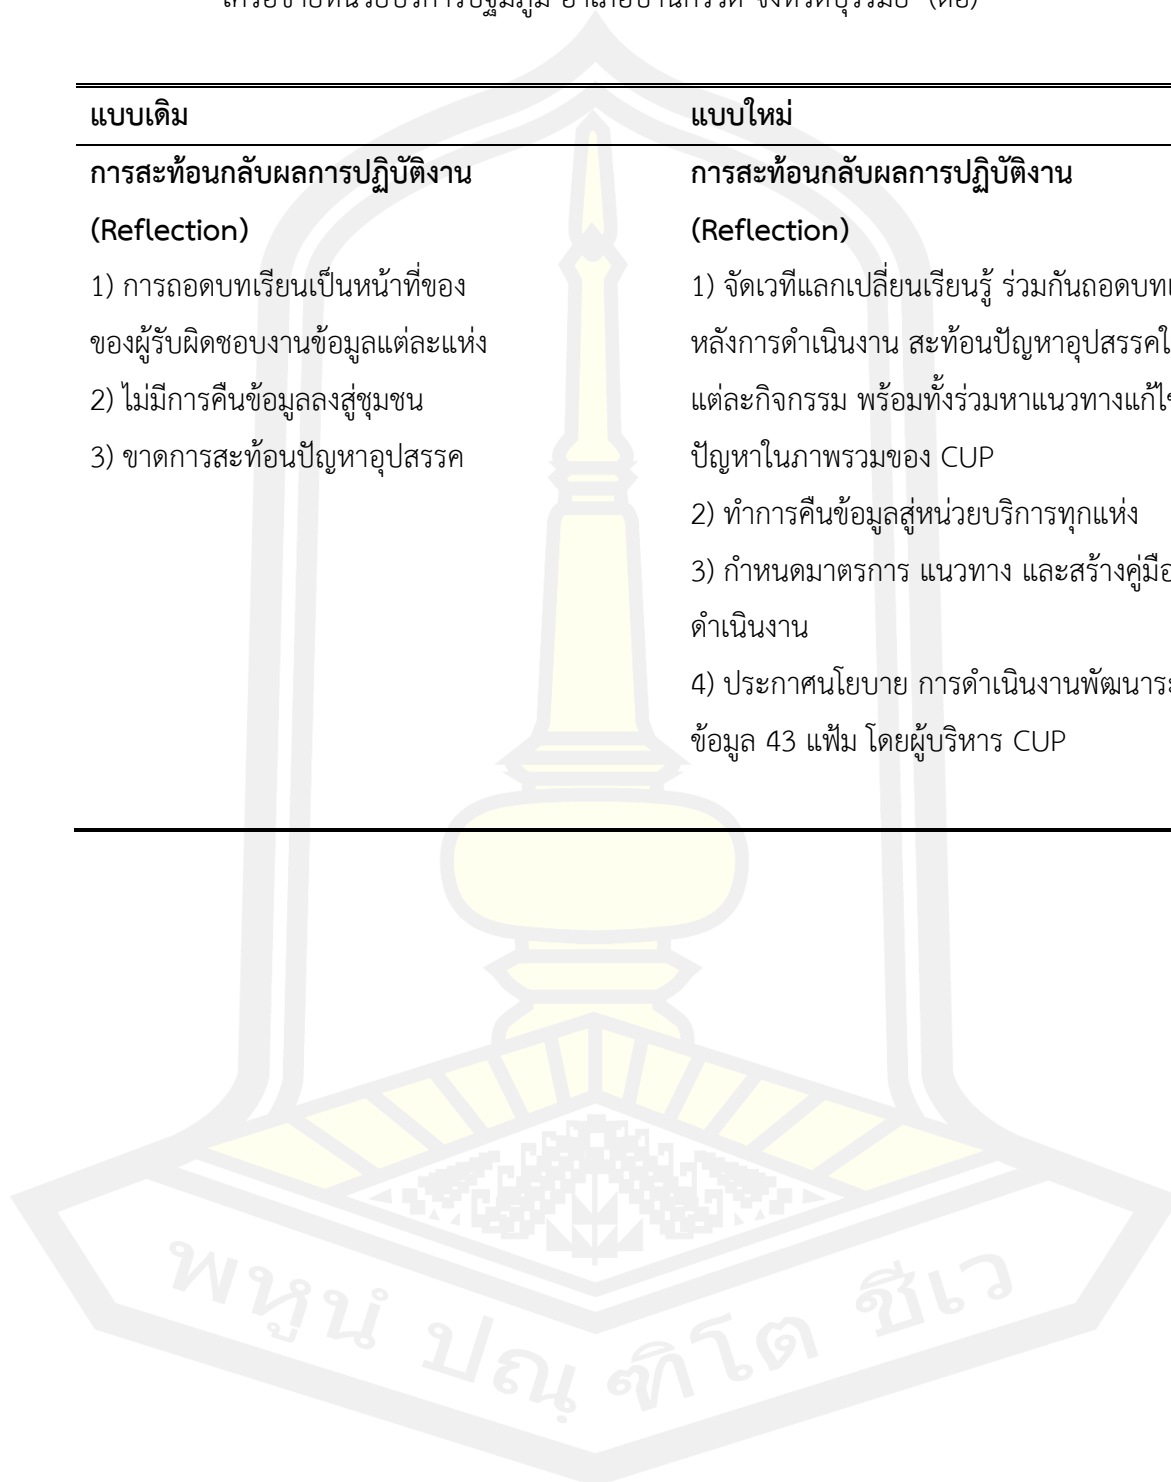 แบบเดิม
แบบใหม่
การสะท้อนกลับผลการปฏิบัติงาน
(Reflection)
1) การถอดบทเรียนเป็นหน้าที่ของ
ของผู้รับผิดชอบงานข้อมูลแต่ละแห่ง
2) ไม่มีการคืนข้อมูลลงสู่ชุมชน
3) ขาดการสะท้อนปัญหาอุปสรรค
การสะท้อนกลับผลการปฏิบัติงาน
(Reflection)
1) จัดเวทีแลกเปลี่ยนเรียนรู้ ร่วมกันถอด
หลังการดำเนินงาน สะท้อนปัญหาอุปสรรค
แต่ละกิจกรรม พร้อมทั้งร่วมหาแนวทาง
ปัญหาในภาพรวมของ CUP
2) ทำการคืนข้อมูลสู่หน่วยบริการทุกแห่ง
3) กำหนดมาตรการ แนวทาง และสร้าง
ดำเนินงาน
4) ประกาศนโยบาย การดำเนินงานพัฒนา
ข้อมูล 43 แฟ้ม โดยผู้บริหาร CUP
พหูนํ ปณฺฑิโต ชีเว